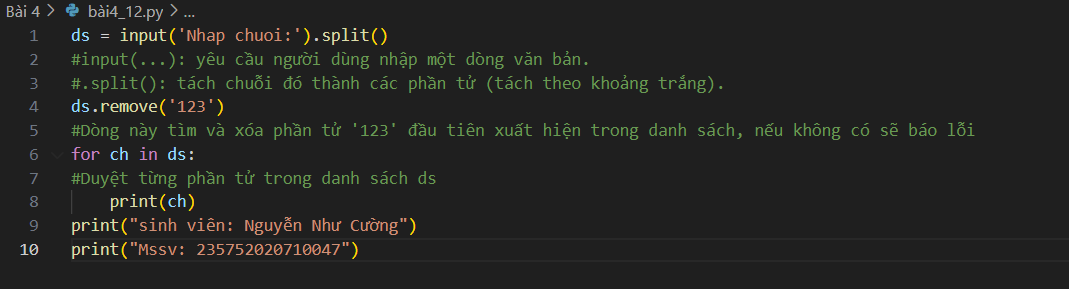 Bài 4 > bài4_12.py > ...
1 ds = input('Nhap chuoi:').split()
2 #input(...): yêu cầu người dùng nhập một dòng văn bản.
3 #.split(): tách chuỗi đó thành các phần tử (tách theo khoảng trắng).
4 ds.remove('123')
5 #Dòng này tìm và xóa phần tử '123' đầu tiên xuất hiện trong danh sách, nếu không có sẽ báo lỗi
6 for ch in ds:
7 #Duyệt từng phần tử trong danh sách ds
8     print(ch)
9 print("sinh viên: Nguyễn Như Cường")
10 print("Mssv: 235752020710047")